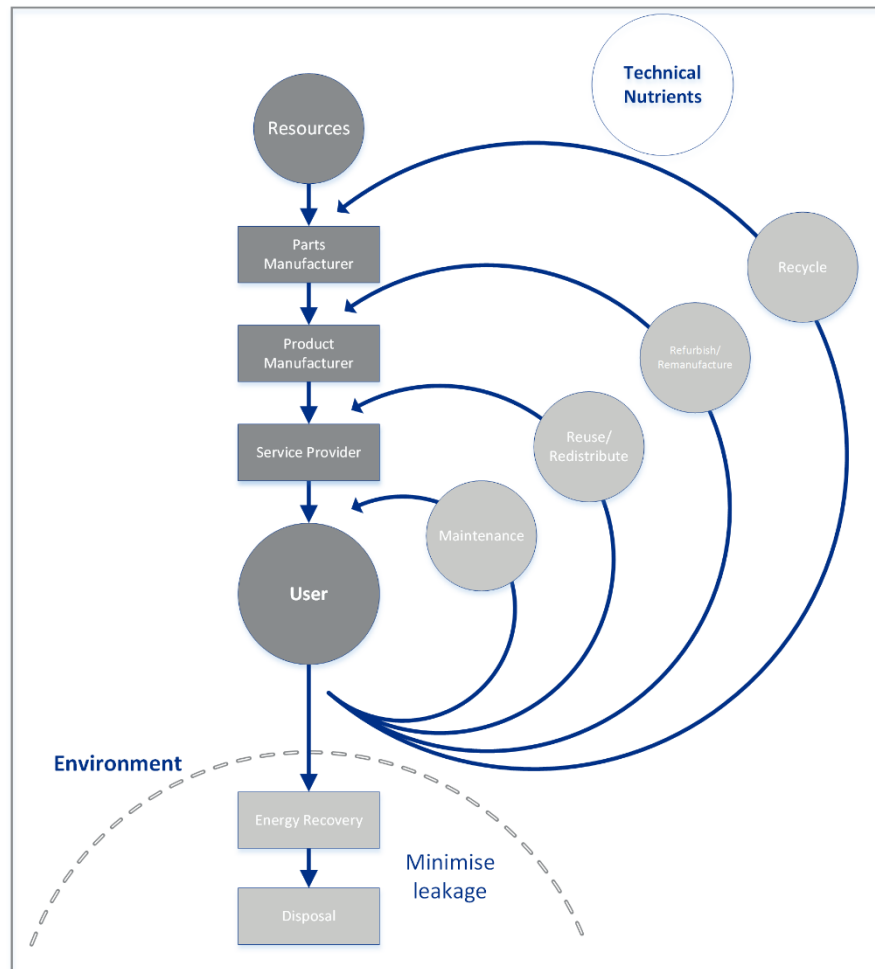 Technical
Nutrients
Resources
Parts
Manufacturer
Recycle
Product
Manufacturer
Refurbish/
Remanufacture
Reuse/
Redistribute
Service Provider
Maintenance
User
Environment
Energy Recovery
Minimise
leakage
Disposal